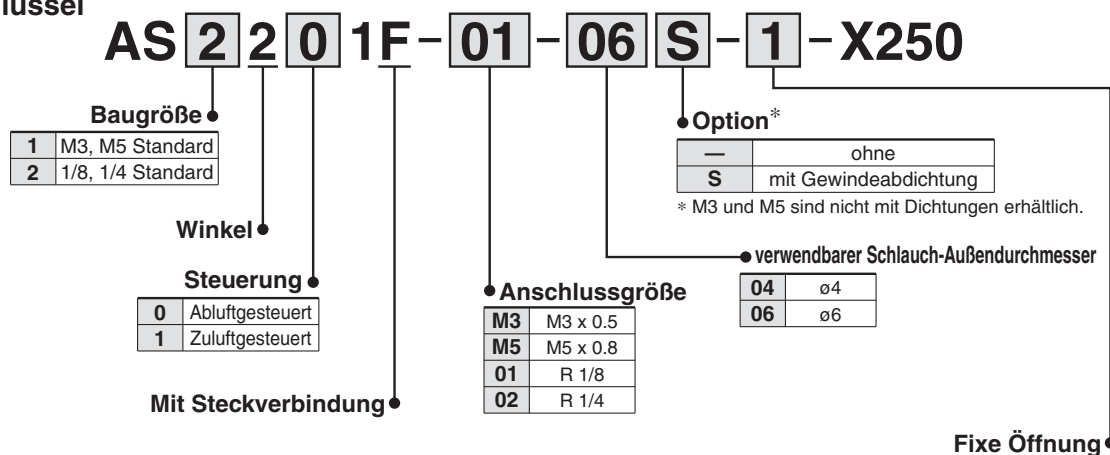 lüssel
AS 2 2 0 1F - 01 - 06 S - 1 - X250
Baugröße
1 M3, M5 Standard
2 1/8, 1/4 Standard
Winkel
Steuerung
0 Abluftgesteuert
1 Zuluftgesteuert
Mit Steckverbindung
Anschlussgröße
M3 M3 x 0.5
M5 M5 x 0.8
01 R 1/8
02 R 1/4
Option*
— ohne
S mit Gewindeabdichtung
* M3 und M5 sind nicht mit Dichtungen erhältlich.
verwendbarer Schlauch-Außendurchmesser
04 ø4
06 ø6
Fixe Öffnung